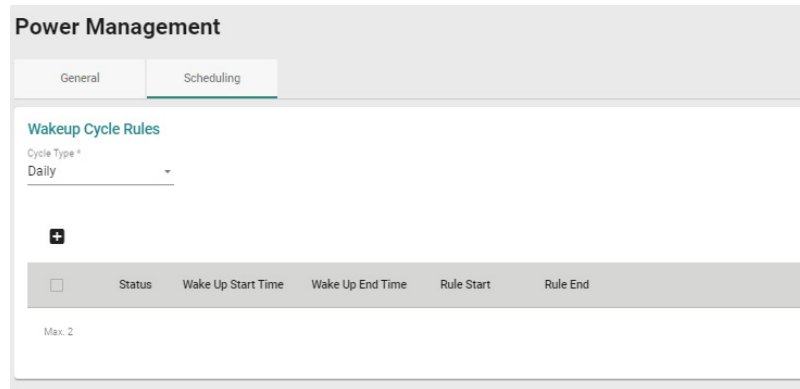 Power Management
General Scheduling
Wakeup Cycle Rules
Cycle Type *
Daily
Status Wake Up Start Time Wake Up End Time Rule Start Rule End
Max. 2